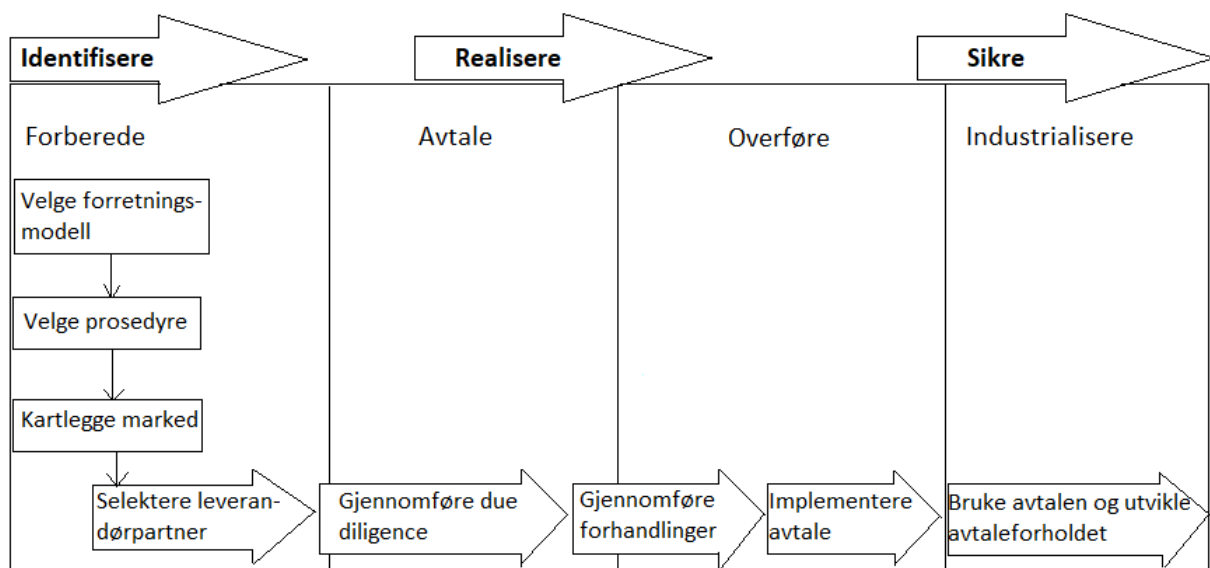 Identifisere
Realisere
Sikre
Forberede
Avtale
Overføre
Industrialisere
Velge forretnings-
modell
Velge prosedyre
Kartlegge marked
Selektere leveran-
dørpartner
Gjennomføre due
diligence
Gjennomføre
forhandlinger
Implementere
avtale
Bruke avtalen og utvikle
avtaleforholdet